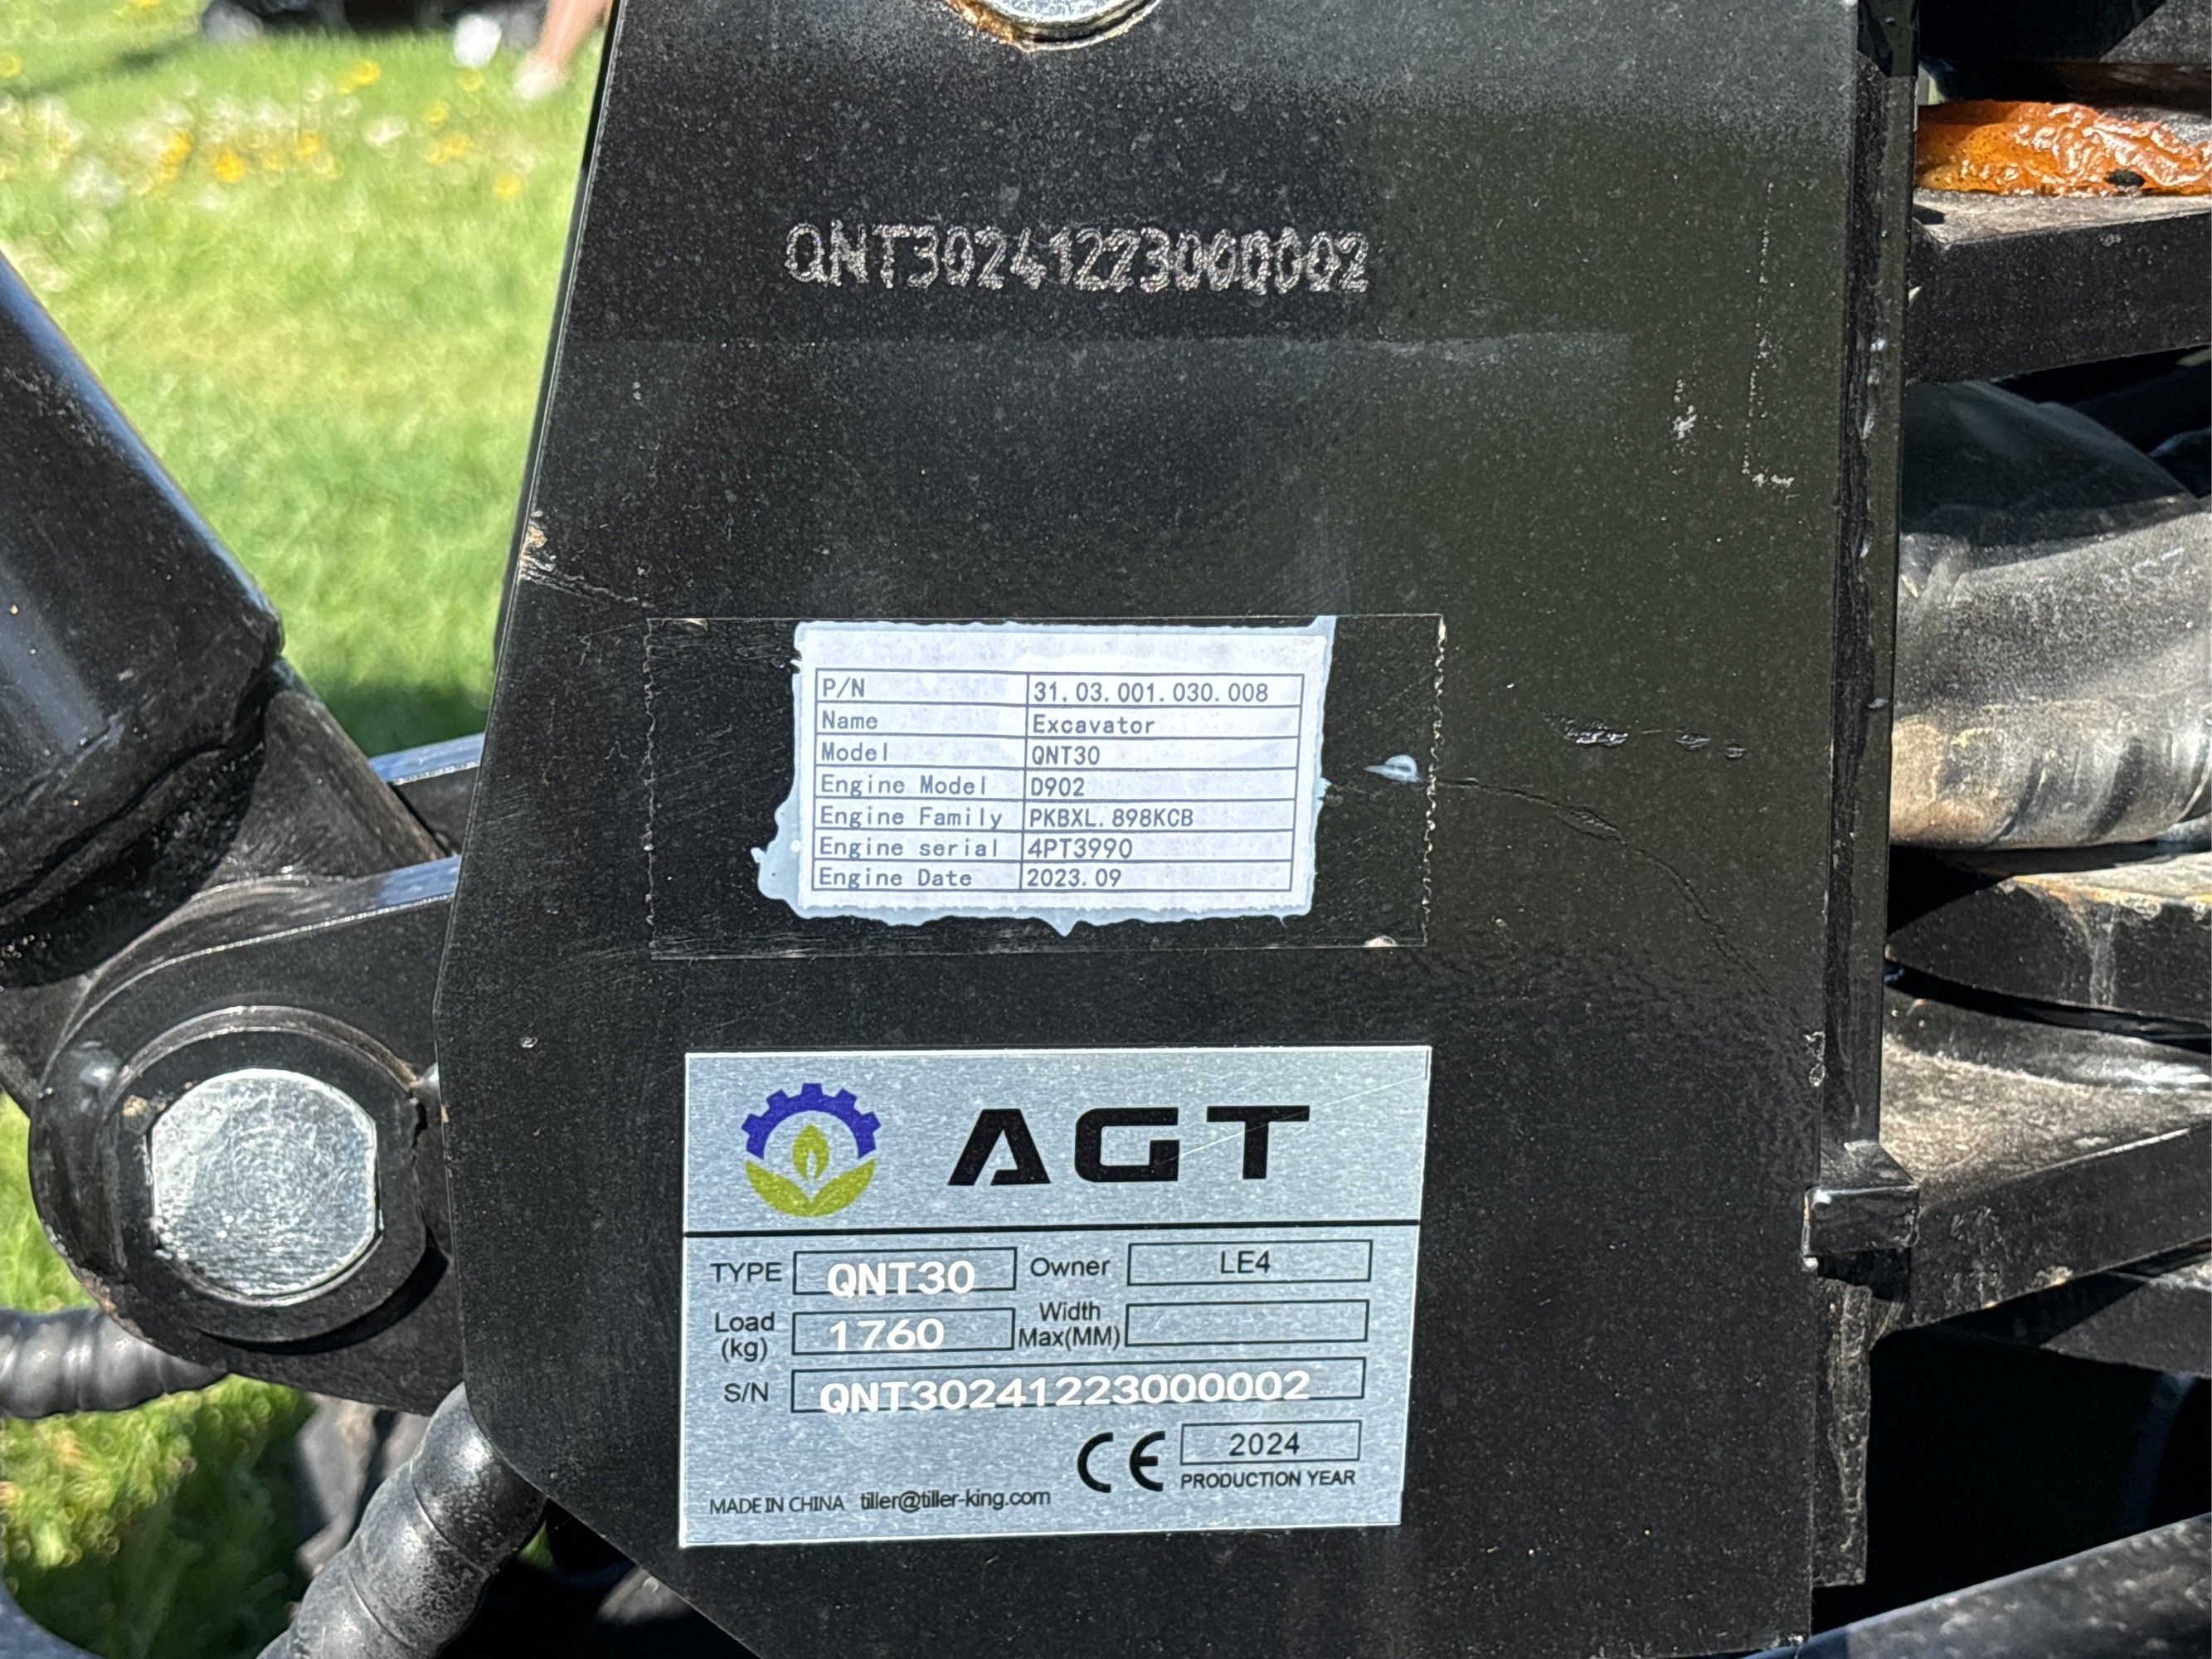 QNT30241223000002
P/N 31.03.001.030.008
Name Excavator
Model QNT30
Engine Model D902
Engine Family PKBXL.898KCB
Engine serial 4PT3990
Engine Date 2023.09
AGT
TYPE QNT30 Owner LE4
Load (kg) 1760 Width Max(MM)
S/N QNT30241223000002
CE 2024
PRODUCTION YEAR
MADE IN CHINA tiller@tiller-king.com